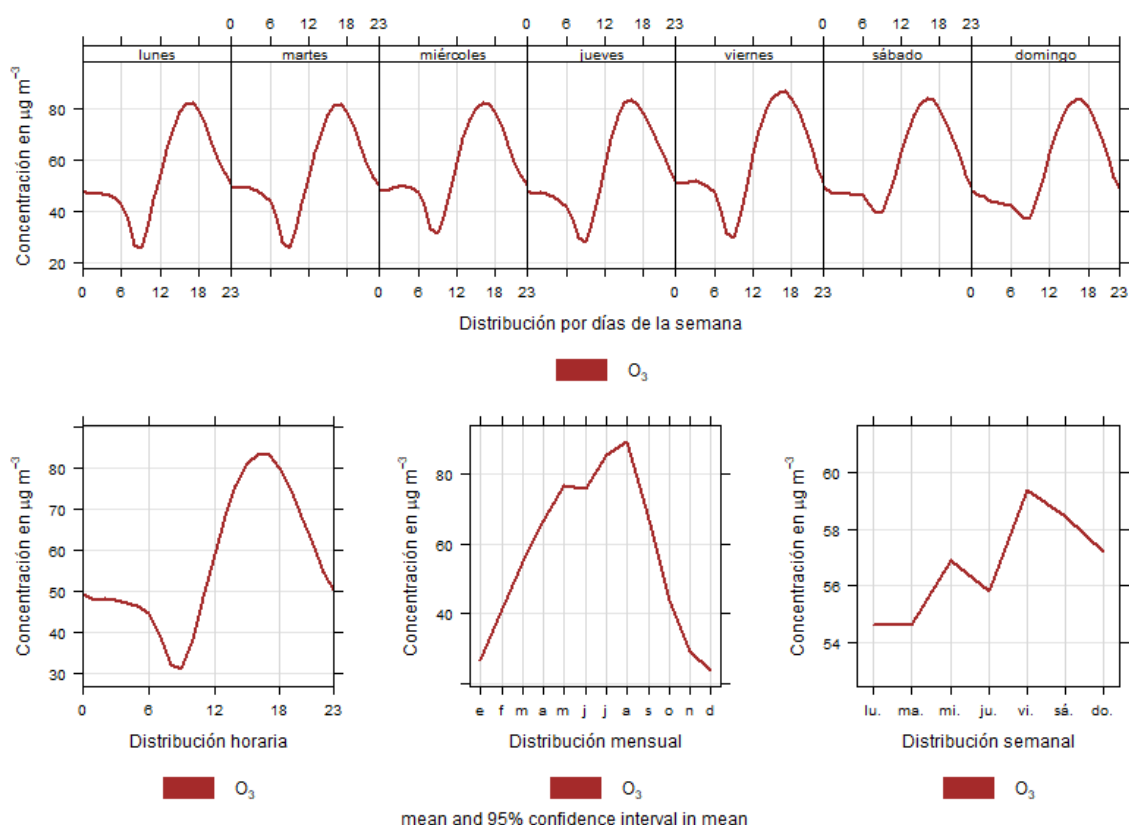 0 6 12 18 23 0 6 12 18 23 0 6 12 18 23
lunes martes miércoles jueves viernes sábado domingo
Concentración en μg m⁻³
80
60
40
20
0 6 12 18 23 0 6 12 18 23 0 6 12 18 23 0 6 12 18 23
Distribución por días de la semana
O₃
Concentración en μg m⁻³
80
70
60
50
40
30
0 6 12 18 23
Distribución horaria
O₃
Concentración en μg m⁻³
80
60
40
e f m a m j j a s o n d
Distribución mensual
O₃
Concentración en μg m⁻³
60
58
56
54
lu. ma. mi. ju. vi. sá. do.
Distribución semanal
O₃
mean and 95% confidence interval in mean